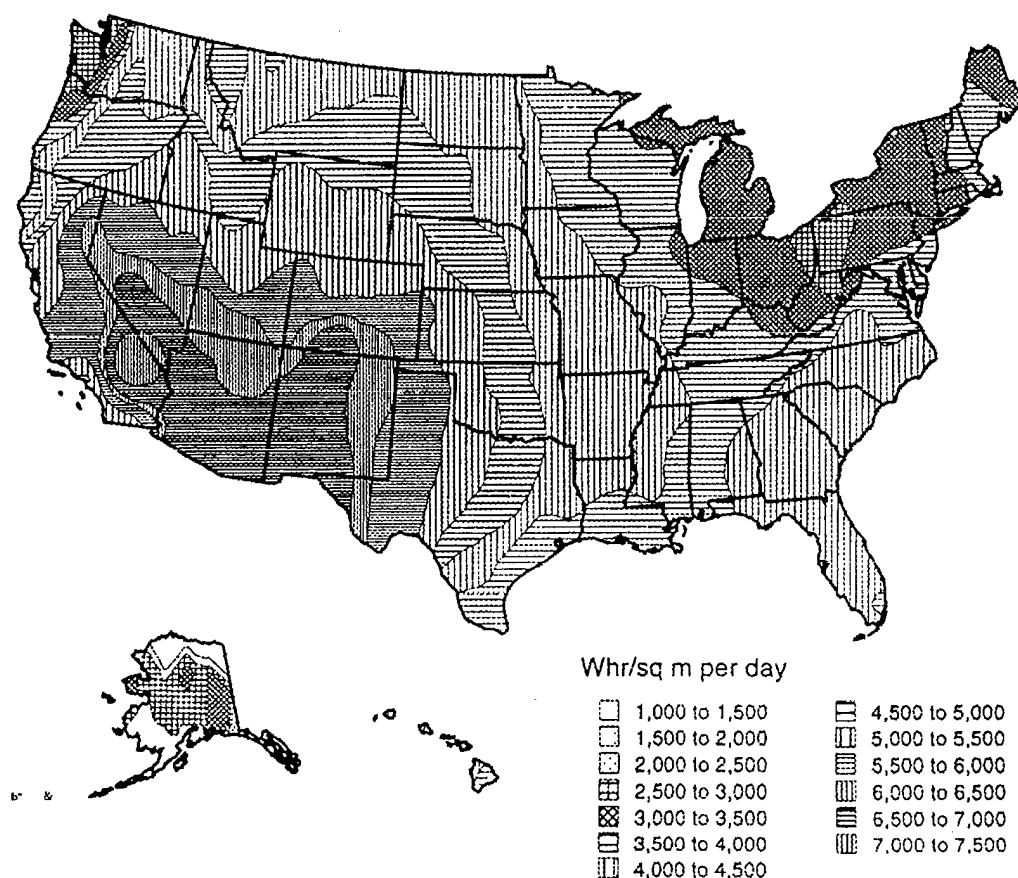 Whr/sq m per day
1,000 to 1,500
1,500 to 2,000
2,000 to 2,500
2,500 to 3,000
3,000 to 3,500
3,500 to 4,000
4,000 to 4,500
4,500 to 5,000
5,000 to 5,500
5,500 to 6,000
6,000 to 6,500
6,500 to 7,000
7,000 to 7,500